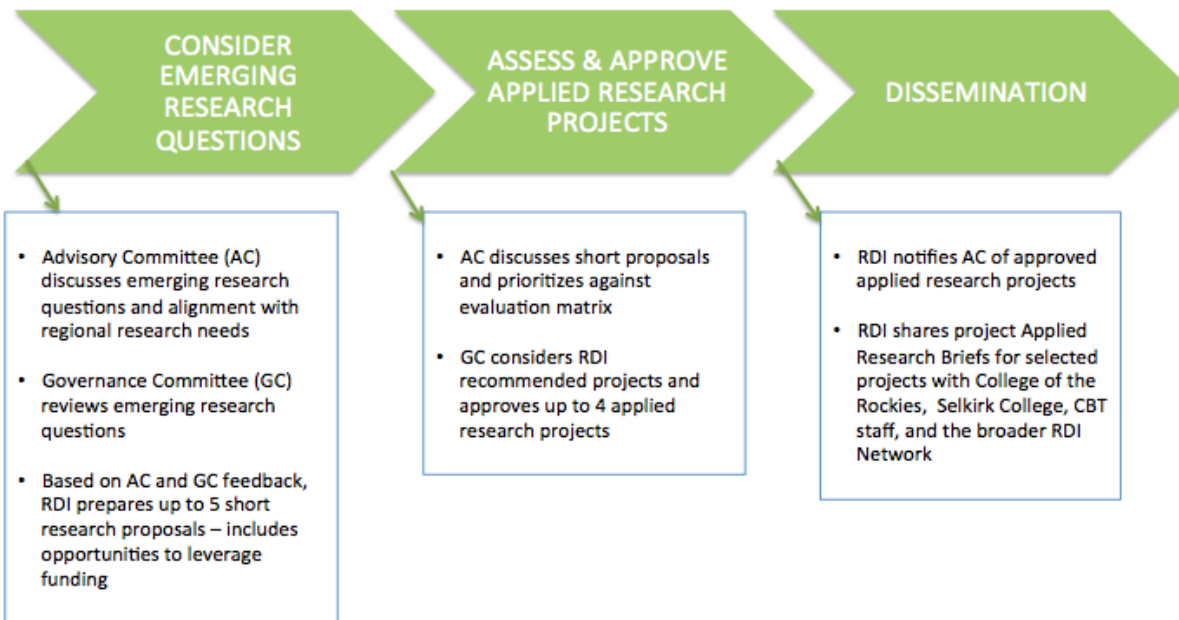 CONSIDER
EMERGING
RESEARCH
QUESTIONS
ASSESS & APPROVE
APPLIED RESEARCH
PROJECTS
DISSEMINATION
• Advisory Committee (AC)
discusses emerging research
questions and alignment with
regional research needs
• Governance Committee (GC)
reviews emerging research
questions
• Based on AC and GC feedback,
RDI prepares up to 5 short
research proposals – includes
opportunities to leverage
funding
• AC discusses short proposals
and prioritizes against
evaluation matrix
• GC considers RDI
recommended projects and
approves up to 4 applied
research projects
• RDI notifies AC of approved
applied research projects
• RDI shares project Applied
Research Briefs for selected
projects with College of the
Rockies, Selkirk College, CBT
staff, and the broader RDI
Network